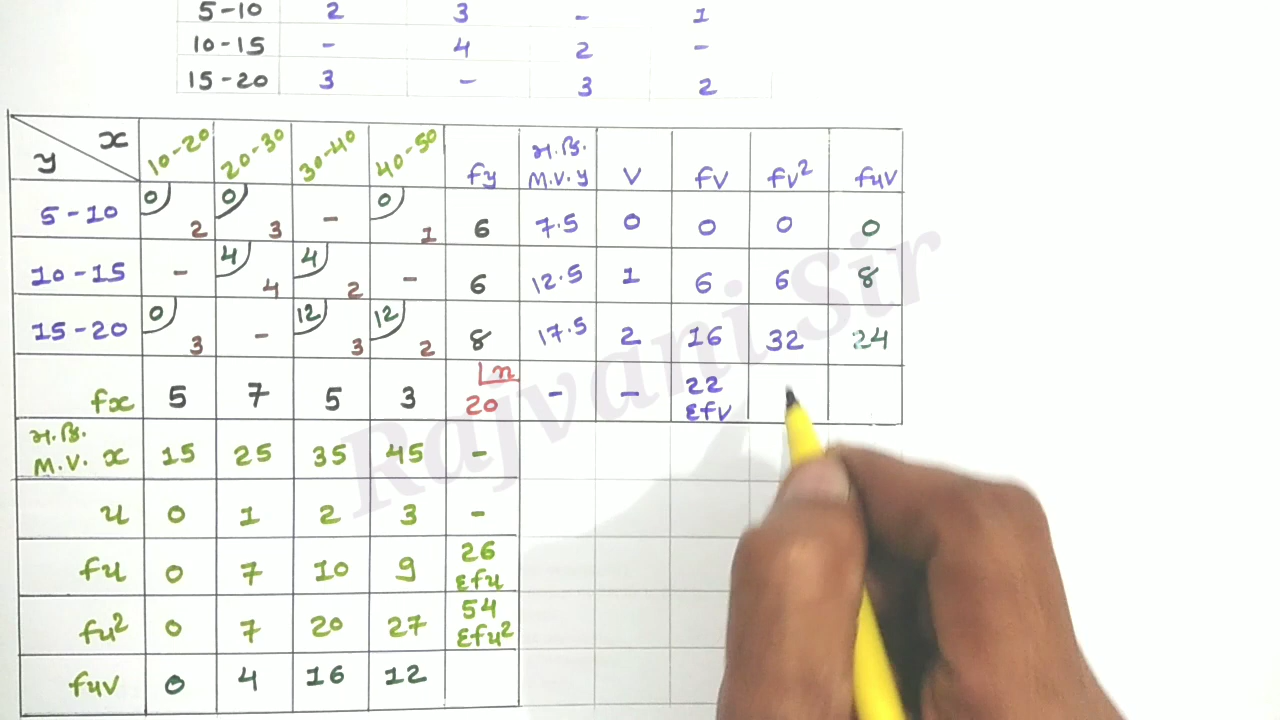 5-10 2 3 - 1
10-15 - 4 2 -
15-20 3 - 3 2
x
y 10-20 20-30 30-40 40-50 fy મ.કિં. M.V. y V fv fv² fuv
5-10 0 2 0 3 - 0 1 6 7.5 0 0 0 0
10-15 - 4 4 4 2 - 6 12.5 1 6 6 8
15-20 0 3 - 12 3 12 2 8 17.5 2 16 32 24
fx 5 7 5 3 n 20 - - 22 Σfv
મ.કિં. M.V. x 15 25 35 45 -
u 0 1 2 3 -
fu 0 7 10 9 26 Σfu
fu² 0 7 20 27 54 Σfu²
fuv 0 4 16 12
Rajvani Sir